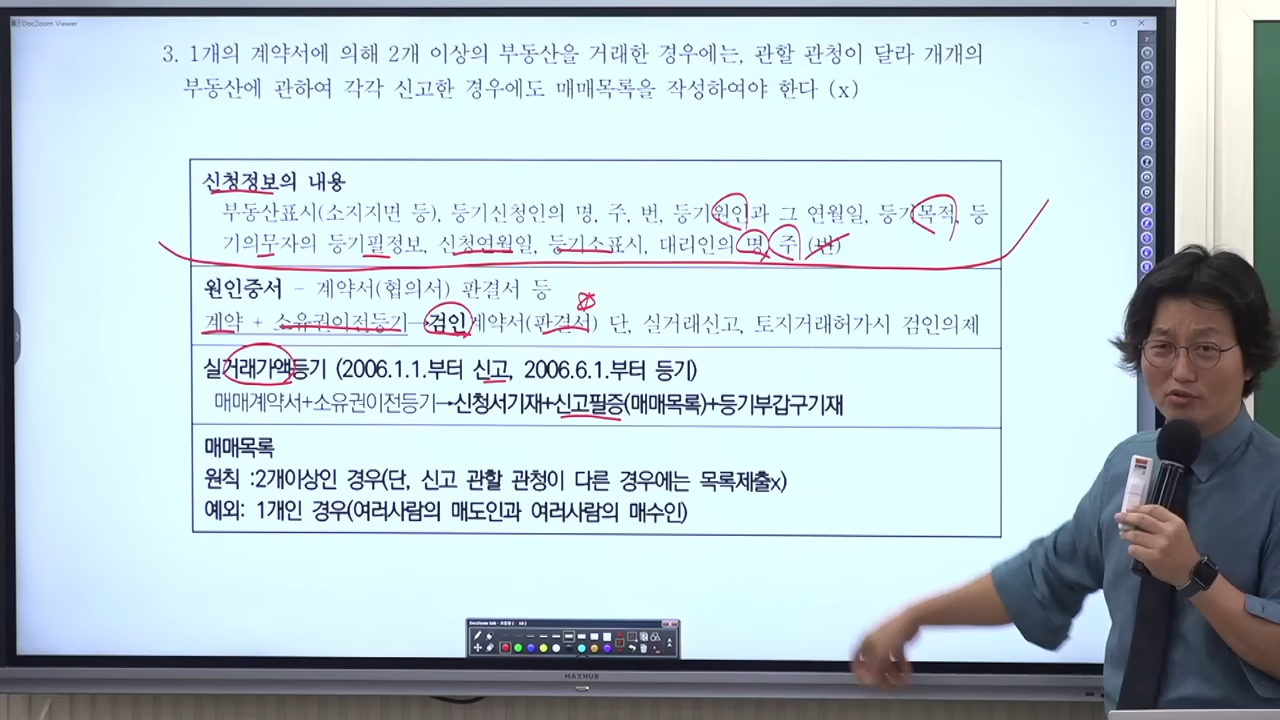 DocZoom Viewer
3. 1개의 계약서에 의해 2개 이상의 부동산을 거래한 경우에는, 관할 관청이 달라 개개의
부동산에 관하여 각각 신고한 경우에도 매매목록을 작성하여야 한다 (x)
신청정보의 내용
부동산표시(소지지면 등), 등기신청인의 명, 주, 번, 등기원인과 그 연월일, 등기목적, 등
기의무자의 등기필정보, 신청연월일, 등기소표시, 대리인의 명, 주 (번)
원인증서 - 계약서(협의서) 판결서 등
계약 + 소유권이전등기→검인계약서(판결서) 단, 실거래신고, 토지거래허가시 검인의제
실거래가액등기 (2006.1.1.부터 신고, 2006.6.1.부터 등기)
매매계약서+소유권이전등기→신청서기재+신고필증(매매목록)+등기부갑구기재
매매목록
원칙 :2개이상인 경우(단, 신고 관할 관청이 다른 경우에는 목록제출x)
예외: 1개인 경우(여러사람의 매도인과 여러사람의 매수인)
MAXHUB